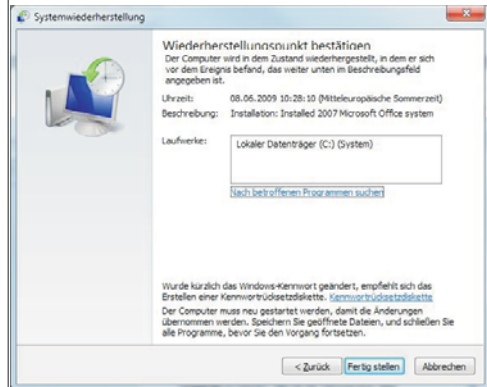 Systemwiederherstellung
Wiederherstellungspunkt bestätigen
Der Computer wird in dem Zustand wiederhergestellt, in dem er sich
vor dem Ereignis befand, das weiter unten im Beschreibungsfeld
angegeben ist.
Uhrzeit: 08.06.2009 10:28:10 (Mitteleuropäische Sommerzeit)
Beschreibung: Installation: Installed 2007 Microsoft Office system
Laufwerke: Lokaler Datenträger (C:) (System)
Nach betroffenen Programmen suchen
Wurde kürzlich das Windows-Kennwort geändert, empfiehlt sich das
Erstellen einer Kennwortrücksetzdiskette. Kennwortrücksetzdiskette
Der Computer muss neu gestartet werden, damit die Änderungen
übernommen werden. Speichern Sie geöffnete Dateien, und schließen Sie
alle Programme, bevor Sie den Vorgang fortsetzen.
< Zurück Fertig stellen Abbrechen